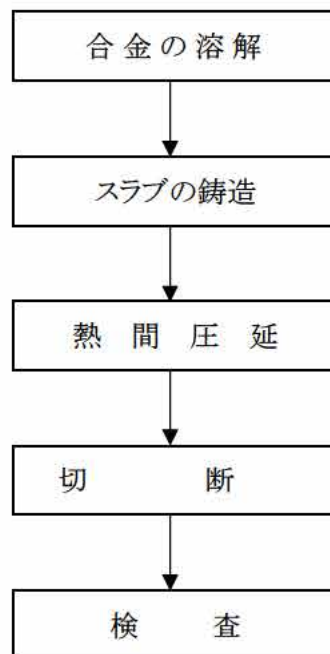 合金の溶解
スラブの鋳造
熱間圧延
切断
検査